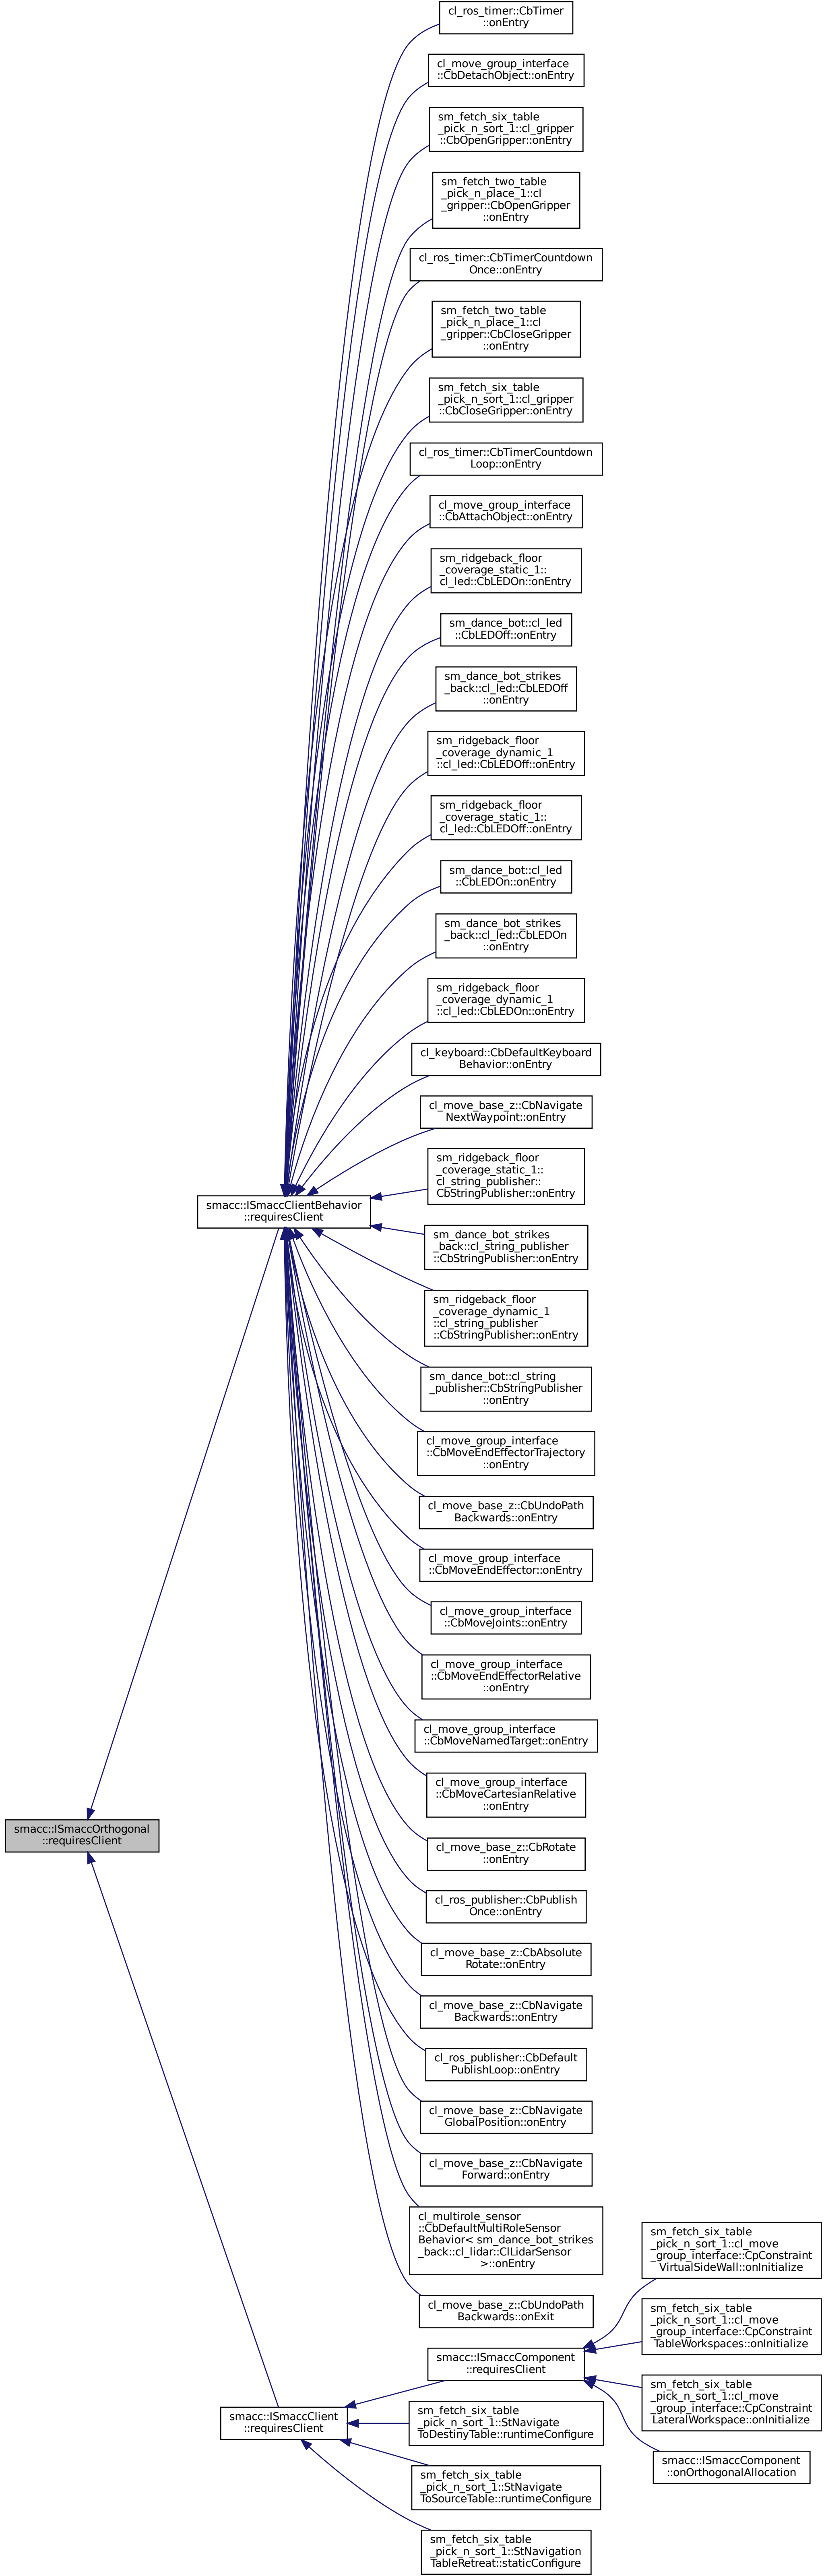 cl_ros_timer::CbTimer
::onEntry
cl_move_group_interface
::CbDetachObject::onEntry
sm_fetch_six_table
_pick_n_sort_1::cl_gripper
::CbOpenGripper::onEntry
sm_fetch_two_table
_pick_n_place_1::cl
_gripper::CbOpenGripper
::onEntry
cl_ros_timer::CbTimerCountdown
Once::onEntry
sm_fetch_two_table
_pick_n_place_1::cl
_gripper::CbCloseGripper
::onEntry
sm_fetch_six_table
_pick_n_sort_1::cl_gripper
::CbCloseGripper::onEntry
cl_ros_timer::CbTimerCountdown
Loop::onEntry
cl_move_group_interface
::CbAttachObject::onEntry
sm_ridgeback_floor
_coverage_static_1::
cl_led::CbLEDOn::onEntry
sm_dance_bot::cl_led
::CbLEDOff::onEntry
sm_dance_bot_strikes
_back::cl_led::CbLEDOff
::onEntry
sm_ridgeback_floor
_coverage_dynamic_1
::cl_led::CbLEDOff::onEntry
sm_ridgeback_floor
_coverage_static_1::
cl_led::CbLEDOff::onEntry
sm_dance_bot::cl_led
::CbLEDOn::onEntry
sm_dance_bot_strikes
_back::cl_led::CbLEDOn
::onEntry
sm_ridgeback_floor
_coverage_dynamic_1
::cl_led::CbLEDOn::onEntry
cl_keyboard::CbDefaultKeyboard
Behavior::onEntry
cl_move_base_z::CbNavigate
NextWaypoint::onEntry
sm_ridgeback_floor
_coverage_static_1::
cl_string_publisher::
CbStringPublisher::onEntry
smacc::ISmaccClientBehavior
::requiresClient
sm_dance_bot_strikes
_back::cl_string_publisher
::CbStringPublisher::onEntry
sm_ridgeback_floor
_coverage_dynamic_1
::cl_string_publisher
::CbStringPublisher::onEntry
sm_dance_bot::cl_string
_publisher::CbStringPublisher
::onEntry
cl_move_group_interface
::CbMoveEndEffectorTrajectory
::onEntry
cl_move_base_z::CbUndoPath
Backwards::onEntry
cl_move_group_interface
::CbMoveEndEffector::onEntry
cl_move_group_interface
::CbMoveJoints::onEntry
cl_move_group_interface
::CbMoveEndEffectorRelative
::onEntry
cl_move_group_interface
::CbMoveNamedTarget::onEntry
cl_move_group_interface
::CbMoveCartesianRelative
::onEntry
smacc::ISmaccOrthogonal
::requiresClient
cl_move_base_z::CbRotate
::onEntry
cl_ros_publisher::CbPublish
Once::onEntry
cl_move_base_z::CbAbsolute
Rotate::onEntry
cl_move_base_z::CbNavigate
Backwards::onEntry
cl_ros_publisher::CbDefault
PublishLoop::onEntry
cl_move_base_z::CbNavigate
GlobalPosition::onEntry
cl_move_base_z::CbNavigate
Forward::onEntry
cl_multirole_sensor
::CbDefaultMultiRoleSensor
Behavior< sm_dance_bot_strikes
_back::cl_lidar::ClLidarSensor
>::onEntry
cl_move_base_z::CbUndoPath
Backwards::onExit
sm_fetch_six_table
_pick_n_sort_1::cl_move
_group_interface::CpConstraint
VirtualSideWall::onInitialize
sm_fetch_six_table
_pick_n_sort_1::cl_move
_group_interface::CpConstraint
TableWorkspaces::onInitialize
smacc::ISmaccComponent
::requiresClient
sm_fetch_six_table
_pick_n_sort_1::cl_move
_group_interface::CpConstraint
LateralWorkspace::onInitialize
smacc::ISmaccClient
::requiresClient
sm_fetch_six_table
_pick_n_sort_1::StNavigate
ToDestinyTable::runtimeConfigure
smacc::ISmaccComponent
::onOrthogonalAllocation
sm_fetch_six_table
_pick_n_sort_1::StNavigate
ToSourceTable::runtimeConfigure
sm_fetch_six_table
_pick_n_sort_1::StNavigation
TableRetreat::staticConfigure